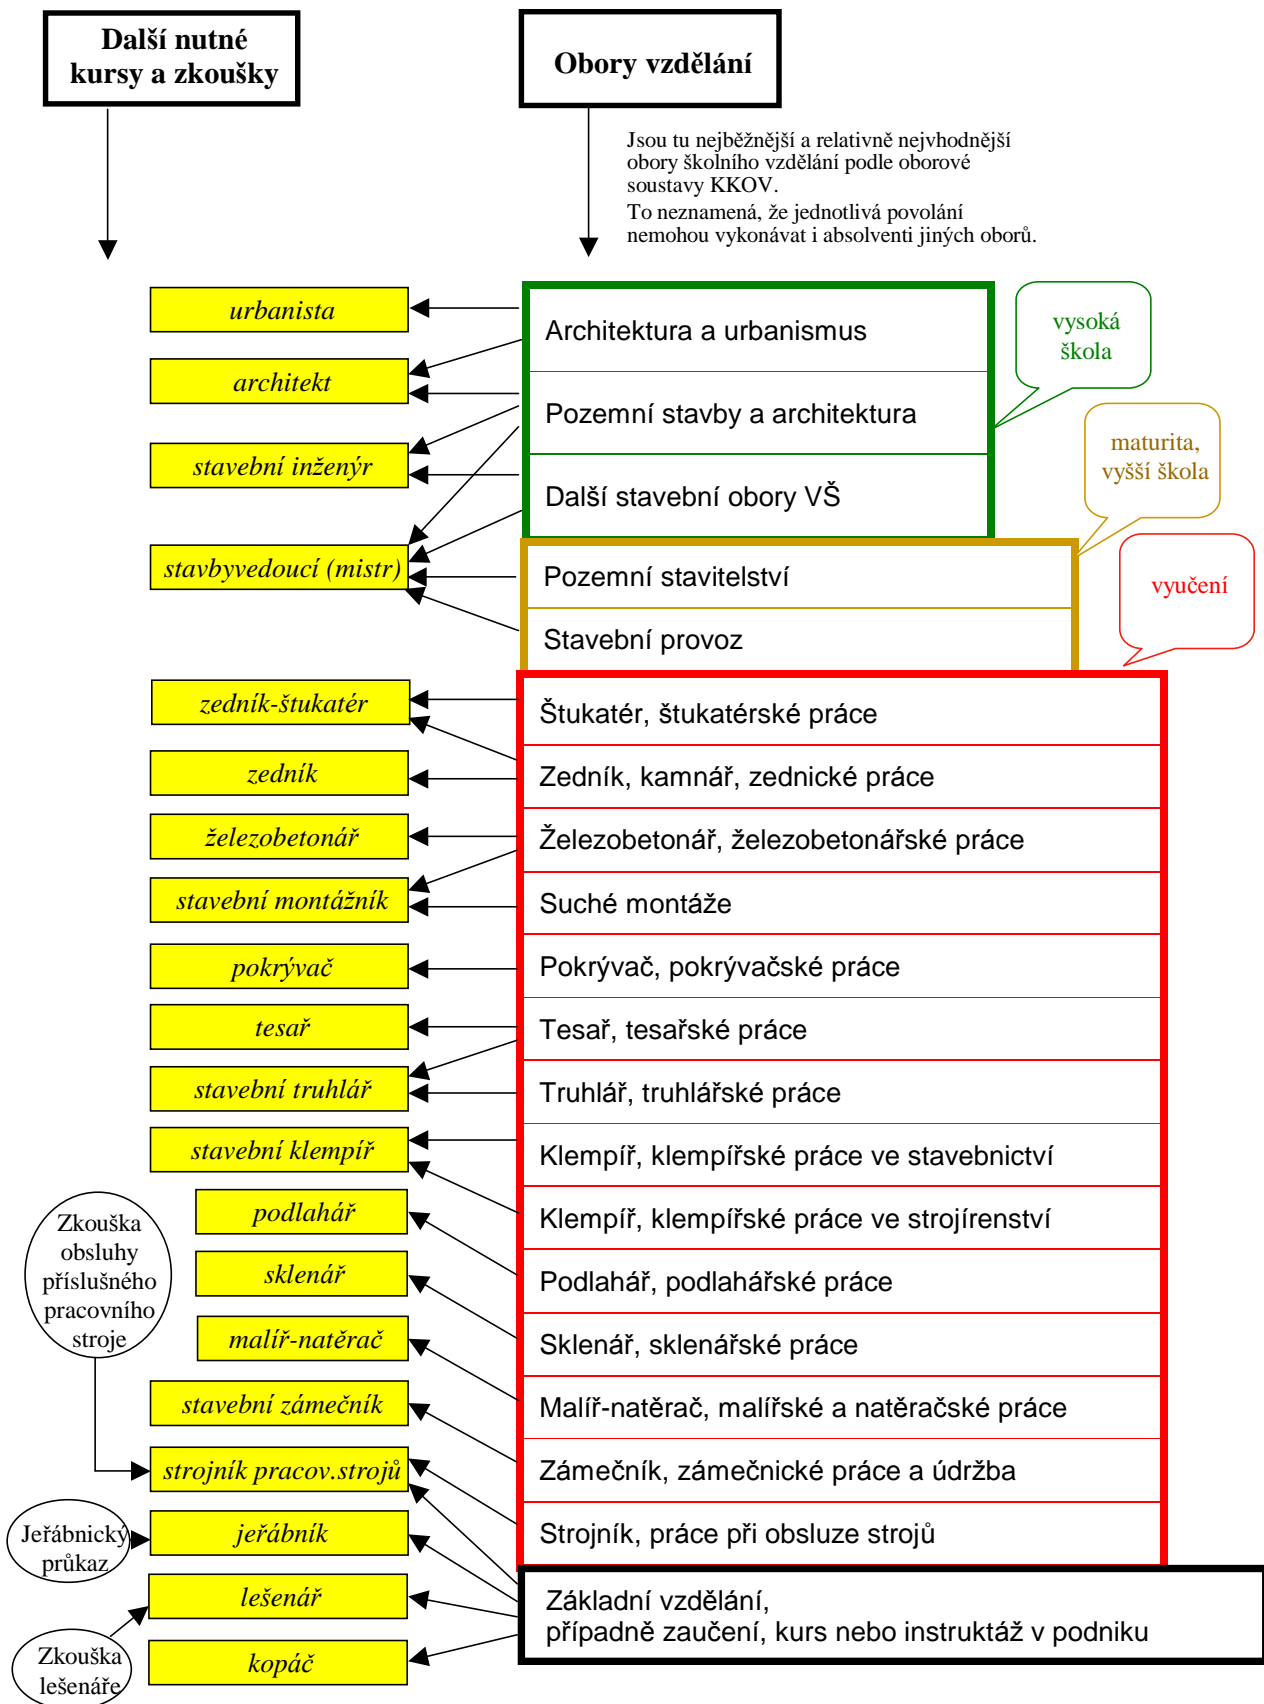 Další nutné
kursy a zkoušky
Obory vzdělání
Jsou tu nejběžnější a relativně nejvhodnější
obory školního vzdělání podle oborové
soustavy KKOV.
To neznamená, že jednotlivá povolání
nemohou vykonávat i absolventi jiných oborů.
urbanista
architekt
stavební inženýr
stavbyvedoucí (mistr)
Architektura a urbanismus
Pozemní stavby a architektura
Další stavební obory VŠ
vysoká
škola
Pozemní stavitelství
Stavební provoz
maturita,
vyšší škola
vyučení
zedník-štukatér
zedník
železobetonář
stavební montážník
pokrývač
tesař
stavební truhlář
stavební klempíř
podlahář
sklenář
malíř-natěrač
stavební zámečník
strojník pracov.strojů
jeřábník
lešenář
kopáč
Štukatér, štukatérské práce
Zedník, kamnář, zednické práce
Železobetonář, železobetonářské práce
Suché montáže
Pokrývač, pokrývačské práce
Tesař, tesařské práce
Truhlář, truhlářské práce
Klempíř, klempířské práce ve stavebnictví
Klempíř, klempířské práce ve strojírenství
Podlahář, podlahářské práce
Sklenář, sklenářské práce
Malíř-natěrač, malířské a natěračské práce
Zámečník, zámečnické práce a údržba
Strojník, práce při obsluze strojů
Základní vzdělání,
případně zaučení, kurs nebo instruktáž v podniku
Zkouška
obsluhy
příslušného
pracovního
stroje
Jeřábnický
průkaz
Zkouška
lešenáře